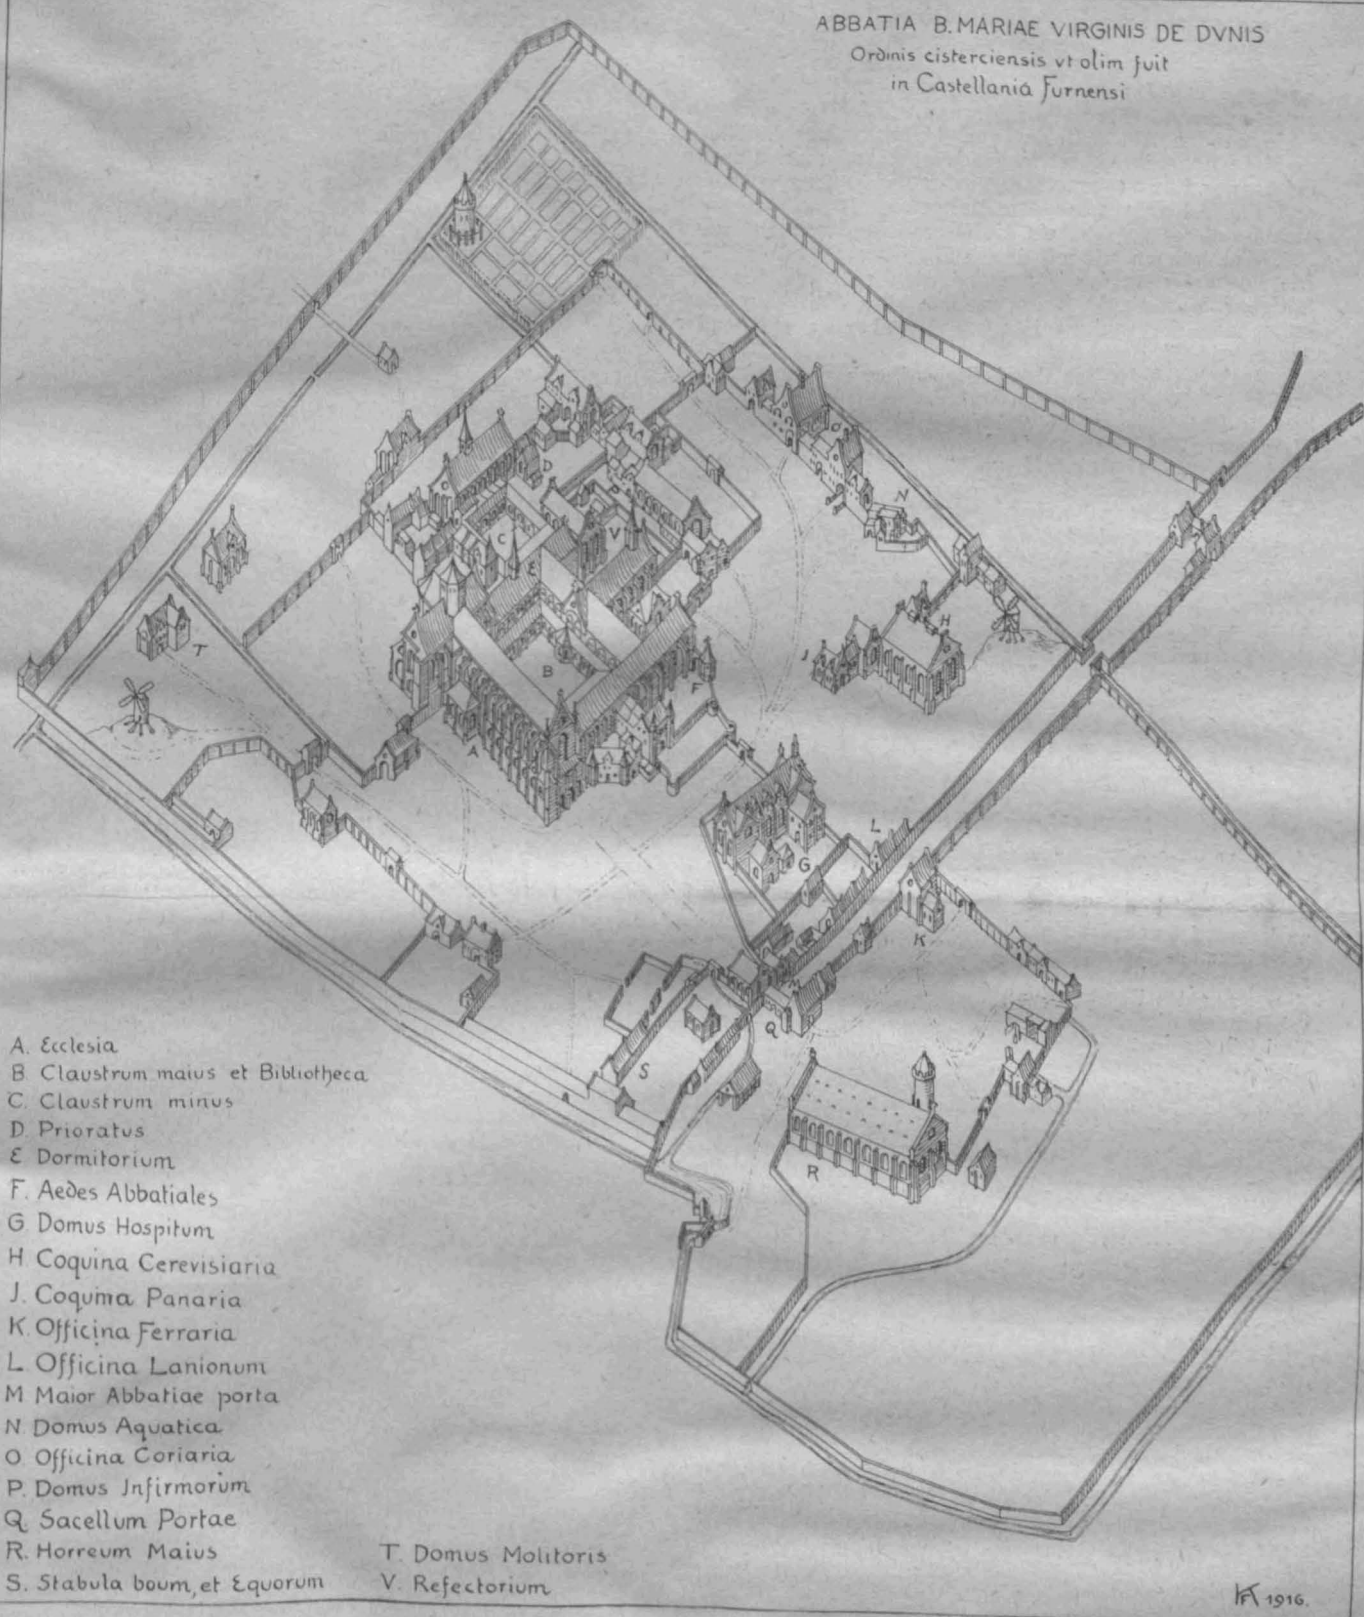 ABBATIA B. MARIAE VIRGINIS DE DVNIS
Ordinis cisterciensis vt olim fuit
in Castellania Furnensi
N
O
D
C
V
E
H
J
T
B
F
A
L
G
K
M
Q
S
R
A. Ecclesia
B. Claustrum maius et Bibliotheca
C. Claustrum minus
D. Prioratus
E Dormitorium
F. Aedes Abbatiales
G Domus Hospitum
H Coquina Cerevisiaria
J. Coquina Panaria
K. Officina Ferraria
L Officina Lanionum
M Maior Abbatiae porta
N. Domus Aquatica
O Officina Coriaria
P. Domus Infirmorum
Q Sacellum Portae
R. Horreum Maius
S. Stabula boum, et Equorum
T. Domus Molitoris
V. Refectorium
1916.